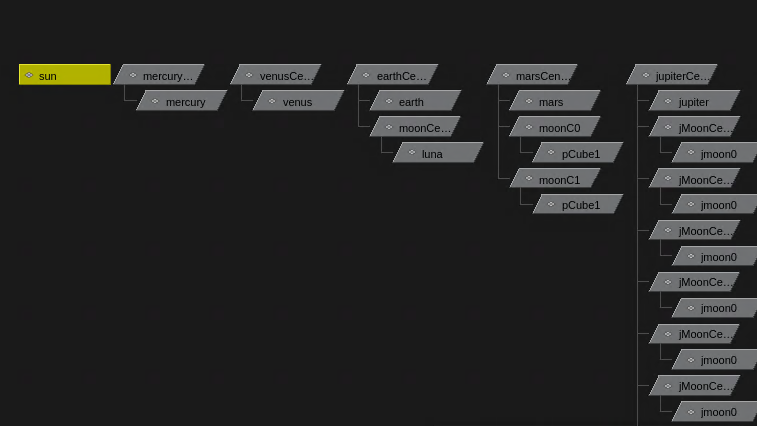 sun
mercury...
venusCe...
earthCe...
marsCen...
jupiterCe...
mercury
venus
earth
mars
jupiter
moonCe...
moonC0
jMoonCe...
luna
pCube1
jmoon0
moonC1
jMoonCe...
pCube1
jmoon0
jMoonCe...
jmoon0
jMoonCe...
jmoon0
jMoonCe...
jmoon0
jMoonCe...
jmoon0